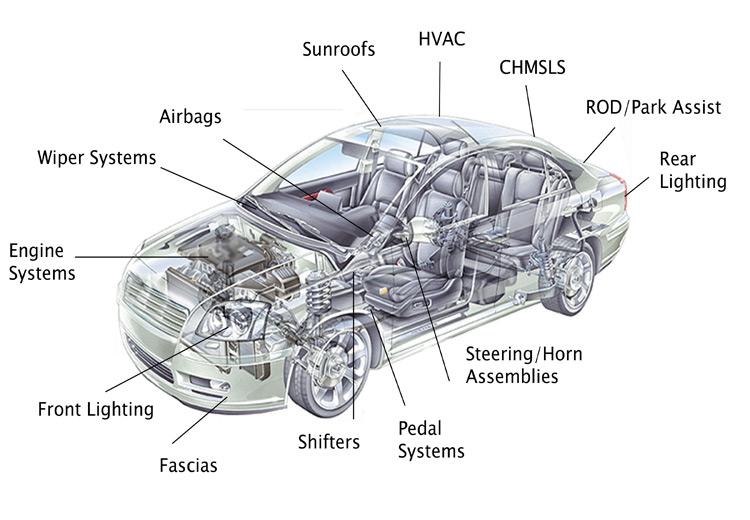 HVAC
Sunroofs
CHMSLS
ROD/Park Assist
Airbags
Wiper Systems
Rear
Lighting
Engine
Systems
Steering/Horn
Assemblies
Front Lighting
Shifters
Pedal
Systems
Fascias